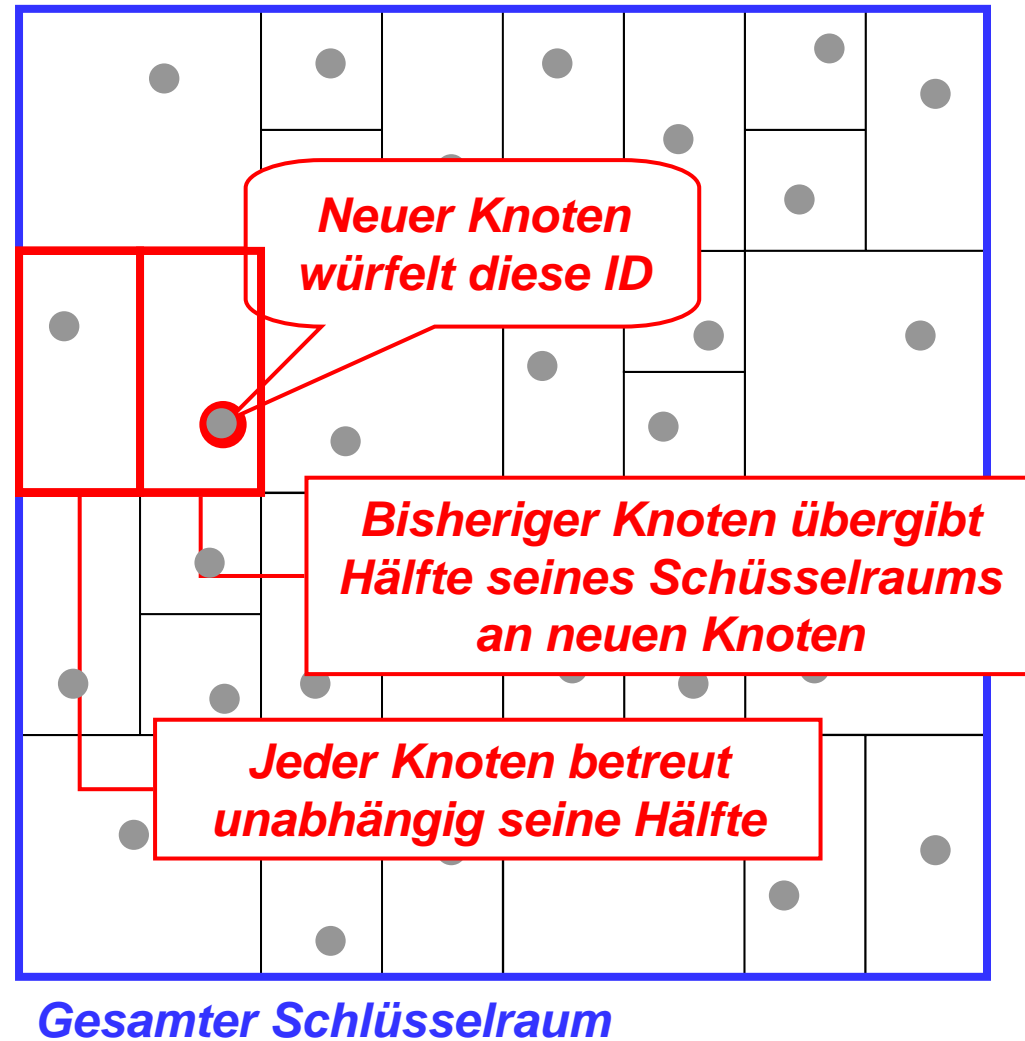 Neuer Knoten
würfelt diese ID
Bisheriger Knoten übergibt
Hälfte seines Schüsselraums
an neuen Knoten
Jeder Knoten betreut
unabhängig seine Hälfte
Gesamter Schlüsselraum